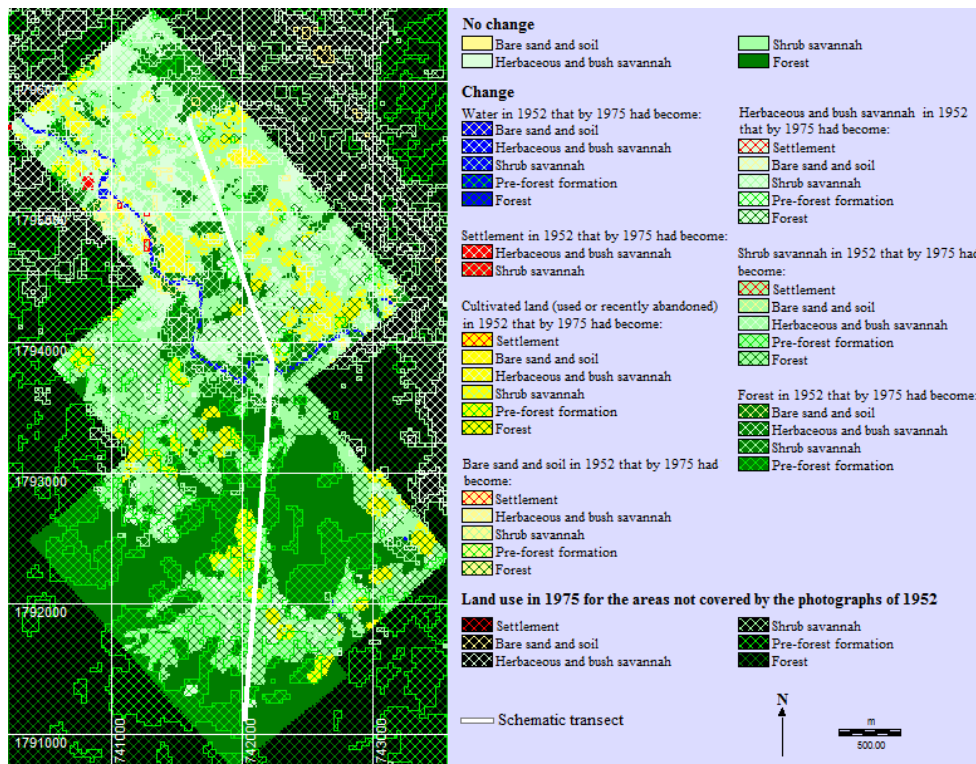 No change
Bare sand and soil
Herbaceous and bush savannah
Shrub savannah
Forest
Change
Water in 1952 that by 1975 had become:
Bare sand and soil
Herbaceous and bush savannah
Shrub savannah
Pre-forest formation
Forest
Settlement in 1952 that by 1975 had become:
Herbaceous and bush savannah
Shrub savannah
Cultivated land (used or recently abandoned)
in 1952 that by 1975 had become:
Settlement
Bare sand and soil
Herbaceous and bush savannah
Shrub savannah
Pre-forest formation
Forest
Bare sand and soil in 1952 that by 1975 had
become:
Settlement
Herbaceous and bush savannah
Shrub savannah
Pre-forest formation
Forest
Herbaceous and bush savannah in 1952
that by 1975 had become:
Settlement
Bare sand and soil
Shrub savannah
Pre-forest formation
Forest
Shrub savannah in 1952 that by 1975 had
become:
Settlement
Bare sand and soil
Herbaceous and bush savannah
Pre-forest formation
Forest
Forest in 1952 that by 1975 had become:
Bare sand and soil
Herbaceous and bush savannah
Shrub savannah
Pre-forest formation
Land use in 1975 for the areas not covered by the photographs of 1952
Settlement
Bare sand and soil
Herbaceous and bush savannah
Shrub savannah
Pre-forest formation
Forest
Schematic transect
N
m
500.00
1794000
1793000
1792000
1791000
741000
742000
743000